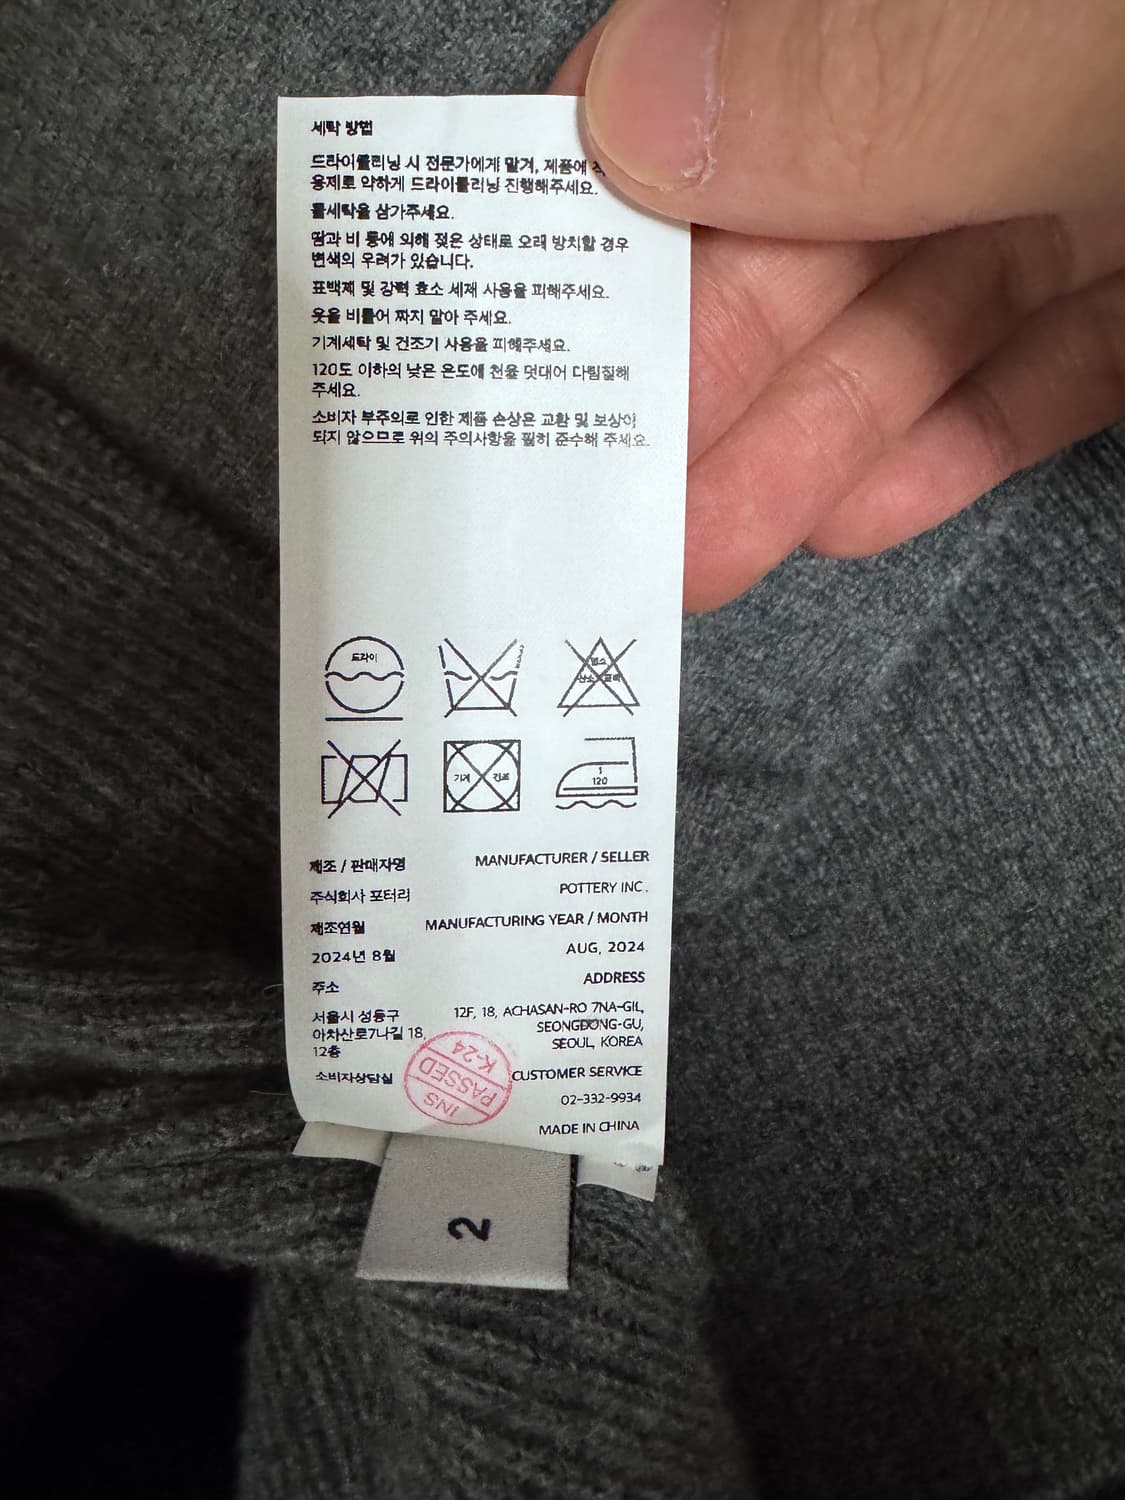 세탁 방법
드라이클리닝 시 전문가에게 맡겨, 제품에
용제로 약하게 드라이클리닝 진행해주세요.
물세탁을 삼가주세요.
땀과 비 등에 의해 젖은 상태로 오래 방치할 경우
변색의 우려가 있습니다.
표백제 및 강력 효소 세재 사용을 피해주세요.
옷을 비틀어 짜지 말아 주세요.
기계세탁 및 건조기 사용을 피해주세요.
120도 이하의 낮은 온도에 천을 덧대어 다림질해
주세요.
소비자 부주의로 인한 제품 손상은 교환 및 보상이
되지 않으므로 위의 주의사항을 필히 준수해 주세요.
드라이
염소
산소 표백
기계 건조
1
120
제조 / 판매자명 MANUFACTURER / SELLER
주식회사 포터리 POTTERY INC.
제조연월 MANUFACTURING YEAR / MONTH
2024년 8월 AUG, 2024
주소 ADDRESS
서울시 성동구
아차산로7나길 18,
12층
12F, 18, ACHASAN-RO 7NA-GIL,
SEONGDONG-GU,
SEOUL, KOREA
소비자상담실 CUSTOMER SERVICE
02-332-9934
MADE IN CHINA
INS
PASSED
K-24
2